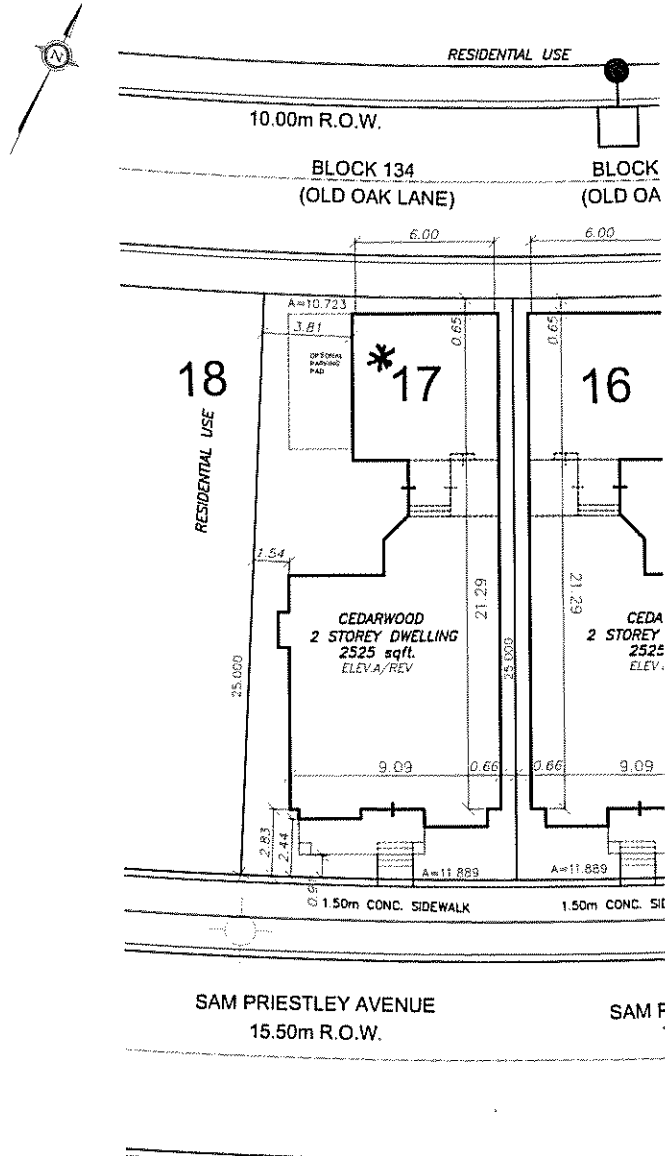 N
RESIDENTIAL USE
10.00m R.O.W.
BLOCK 134
(OLD OAK LANE)
BLOCK
(OLD OA
6.00
6.00
A=10.723
3.81
0.65
0.65
OPTIONAL
PARKING
PAD
18
RESIDENTIAL USE
*17
16
1.54
21.29
21.29
CEDARWOOD
2 STOREY DWELLING
2525 sqft.
ELEV.A/REV
CEDA
2 STOREY
2525
ELEV.
25.000
25.000
9.09
0.66
0.66
9.09
2.83
2.44
A=11.889
A=11.889
1.50m CONC. SIDEWALK
1.50m CONC. SID
SAM PRIESTLEY AVENUE
15.50m R.O.W.
SAM P